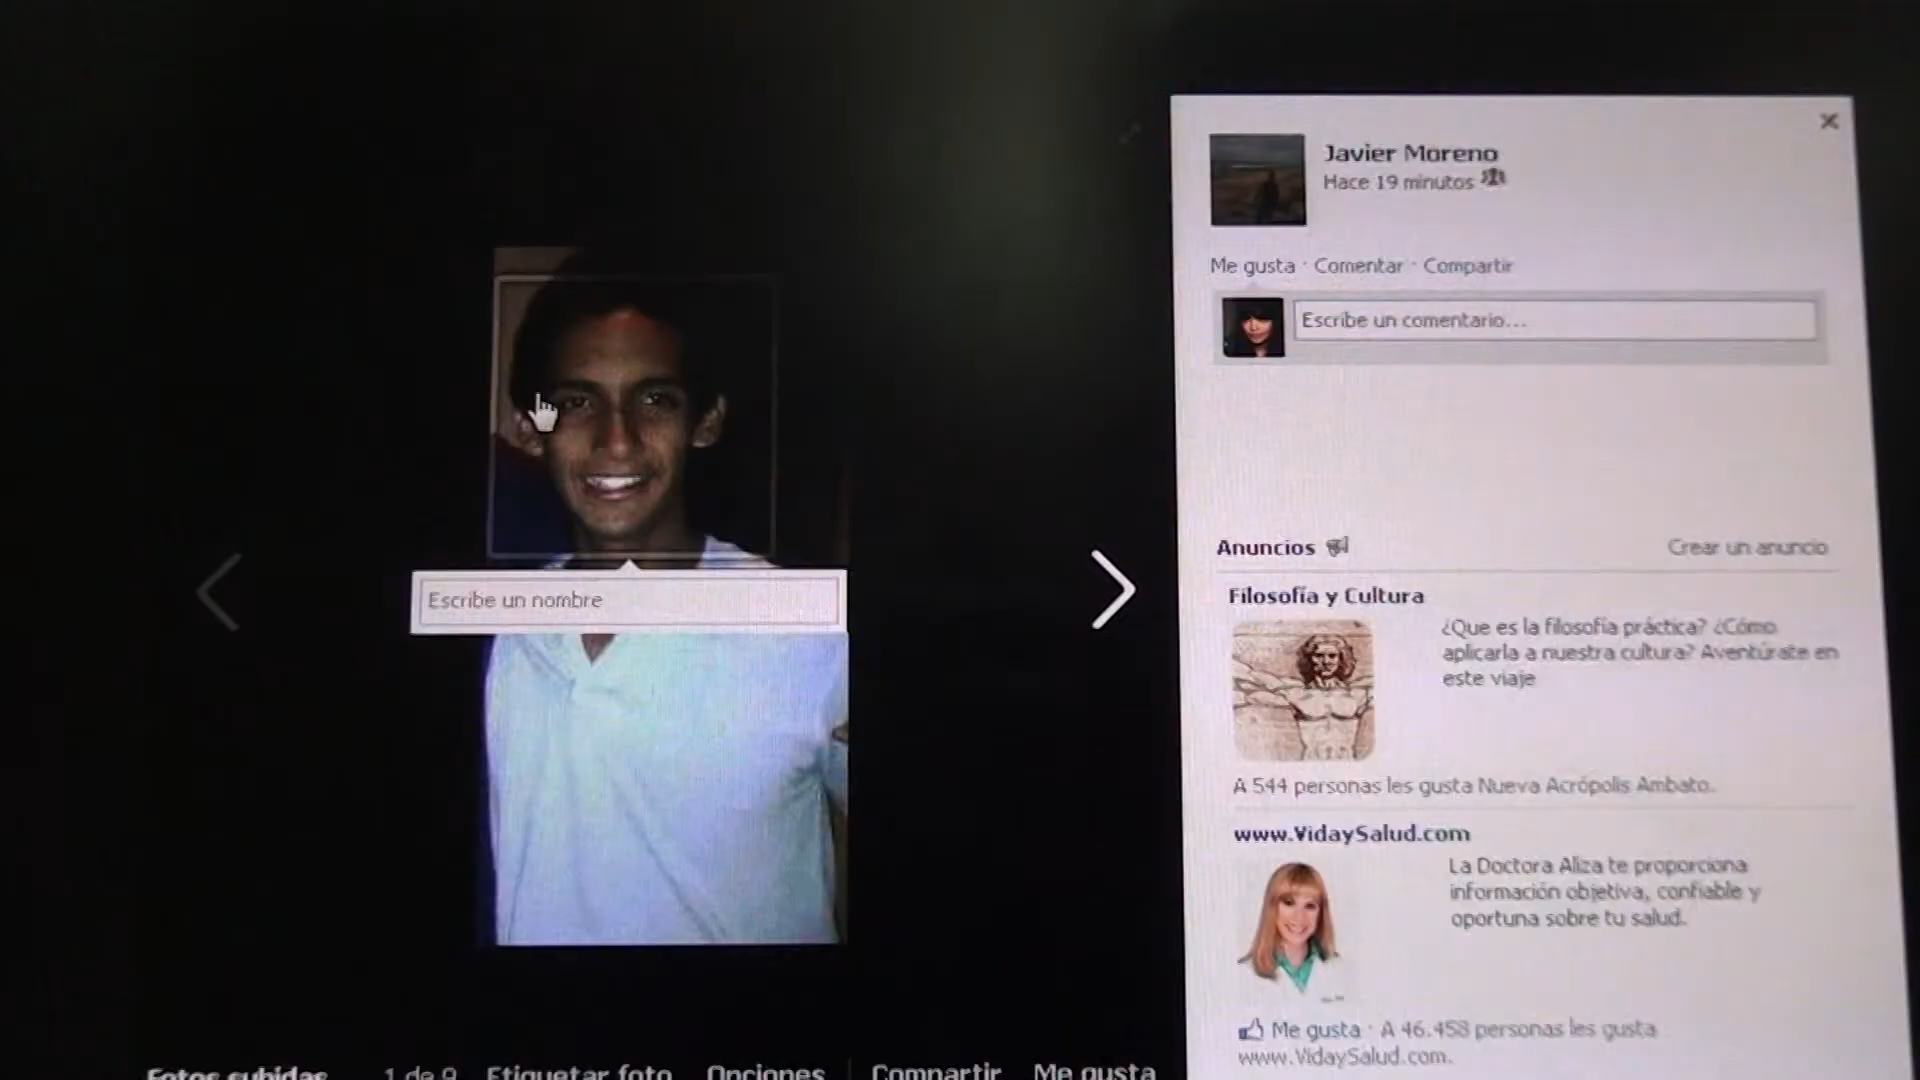 Javier Moreno
Hace 19 minutos
Me gusta · Comentar · Compartir
Escribe un comentario...
Escribe un nombre
Anuncios
Crear un anuncio
Filosofía y Cultura
¿Que es la filosofía práctica? ¿Cómo
aplicarla a nuestra cultura? Aventúrate en
este viaje
A 544 personas les gusta Nueva Acrópolis Ambato.
www.VidaySalud.com
La Doctora Aliza te proporciona
información objetiva, confiable y
oportuna sobre tu salud.
Me gusta · A 46.458 personas les gusta
www.VidaySalud.com.
Fotos subidas 1 de 9 Etiquetar foto Opciones Compartir Me gusta